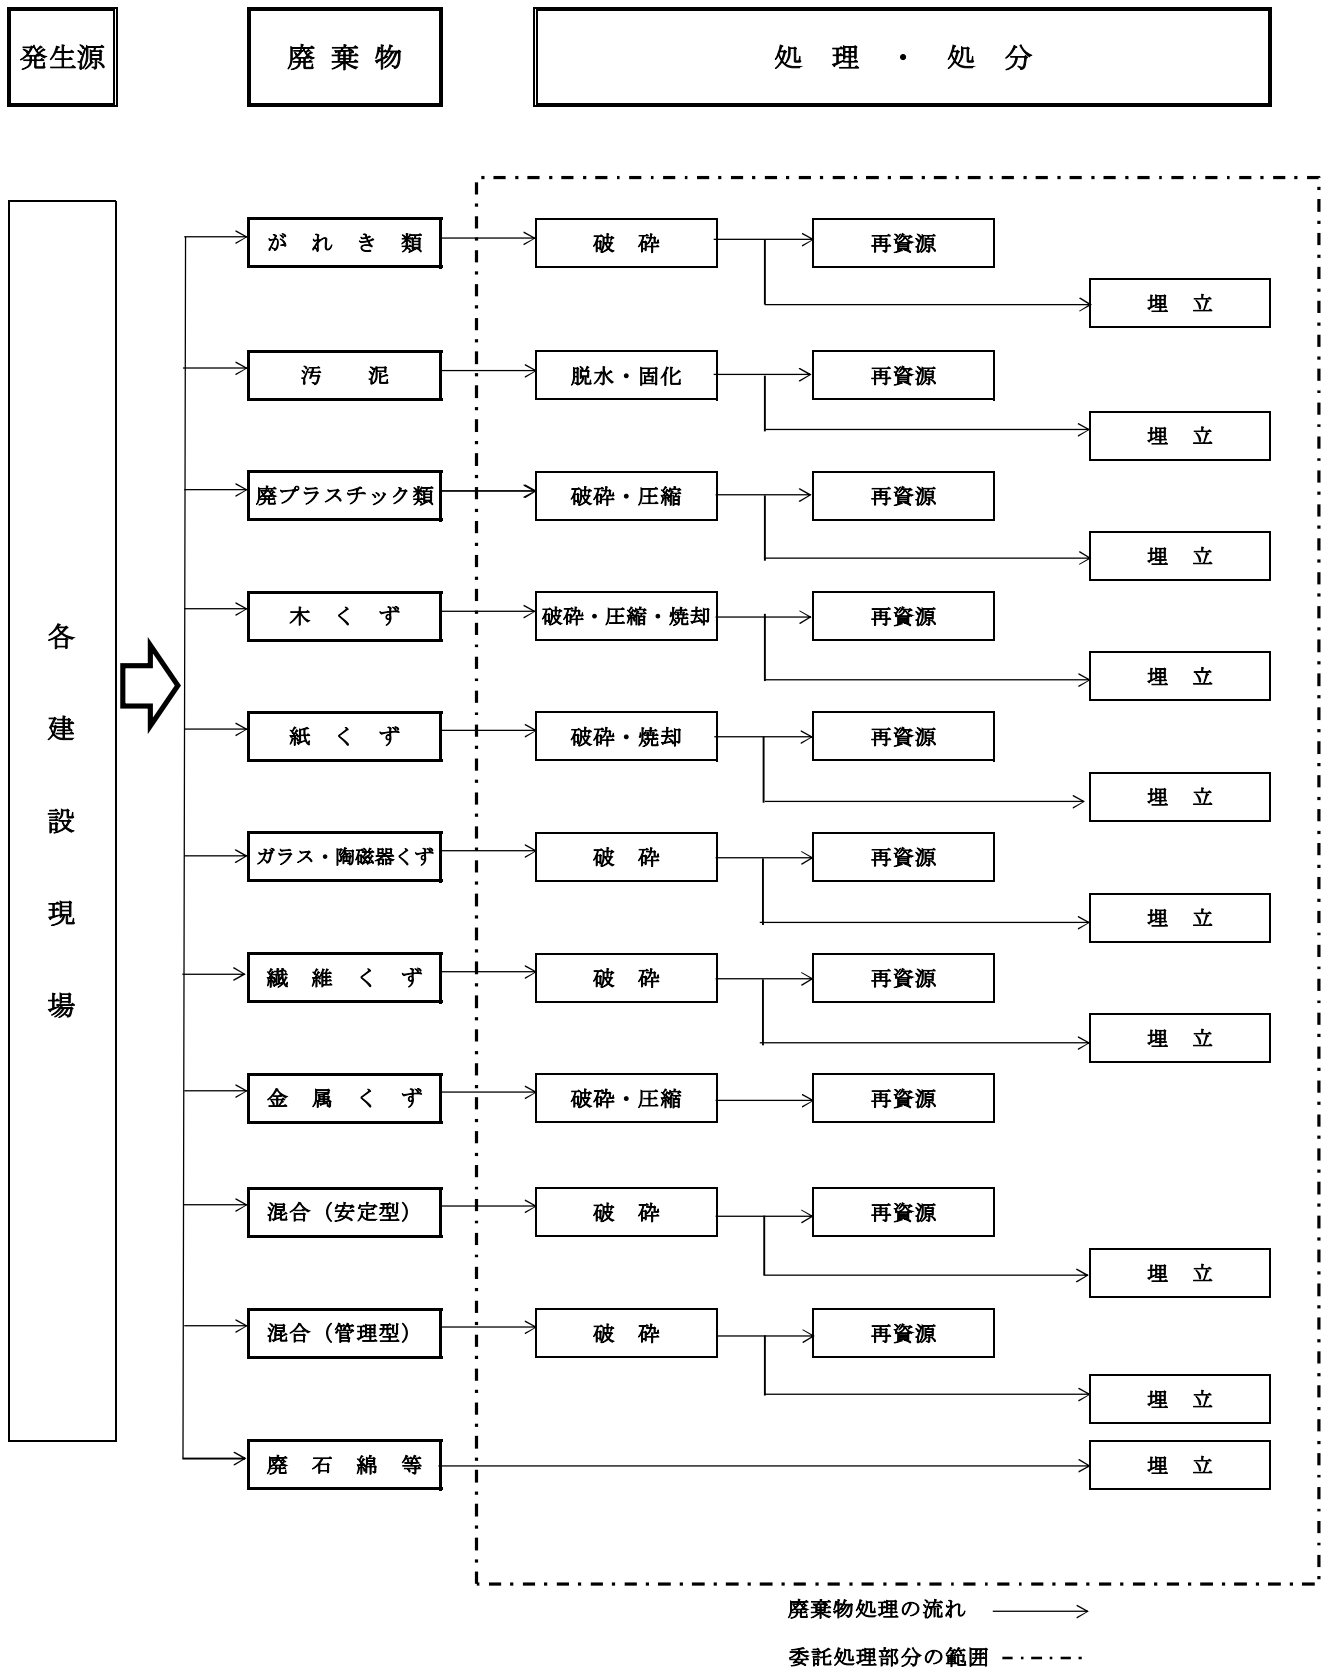 発生源
廃棄物
処理・処分
各建設現場
がれき類
破砕
再資源
埋立
汚泥
脱水・固化
再資源
埋立
廃プラスチック類
破砕・圧縮
再資源
埋立
木くず
破砕・圧縮・焼却
再資源
埋立
紙くず
破砕・焼却
再資源
埋立
ガラス・陶磁器くず
破砕
再資源
埋立
繊維くず
破砕
再資源
埋立
金属くず
破砕・圧縮
再資源
混合（安定型）
破砕
再資源
埋立
混合（管理型）
破砕
再資源
埋立
廃石綿等
埋立
廃棄物処理の流れ
委託処理部分の範囲